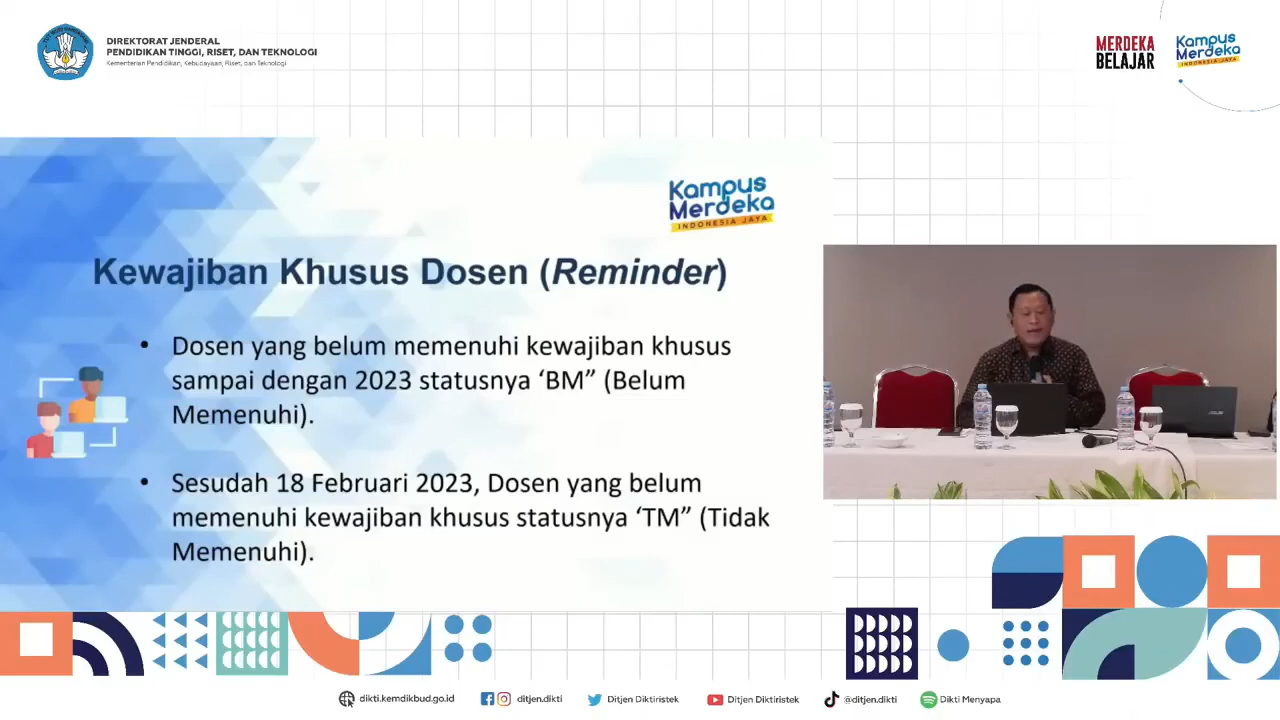 DIREKTORAT JENDERAL
PENDIDIKAN TINGGI, RISET, DAN TEKNOLOGI
Kementerian Pendidikan, Kebudayaan, Riset, dan Teknologi
MERDEKA
BELAJAR
Kampus
Merdeka
INDONESIA JAYA
Kampus
Merdeka
INDONESIA JAYA
Kewajiban Khusus Dosen (Reminder)
• Dosen yang belum memenuhi kewajiban khusus
sampai dengan 2023 statusnya ‘BM” (Belum
Memenuhi).
• Sesudah 18 Februari 2023, Dosen yang belum
memenuhi kewajiban khusus statusnya ‘TM” (Tidak
Memenuhi).
dikti.kemdikbud.go.id
ditjen.dikti
Ditjen Diktiristek
Ditjen Diktiristek
@ditjen.dikti
Dikti Menyapa